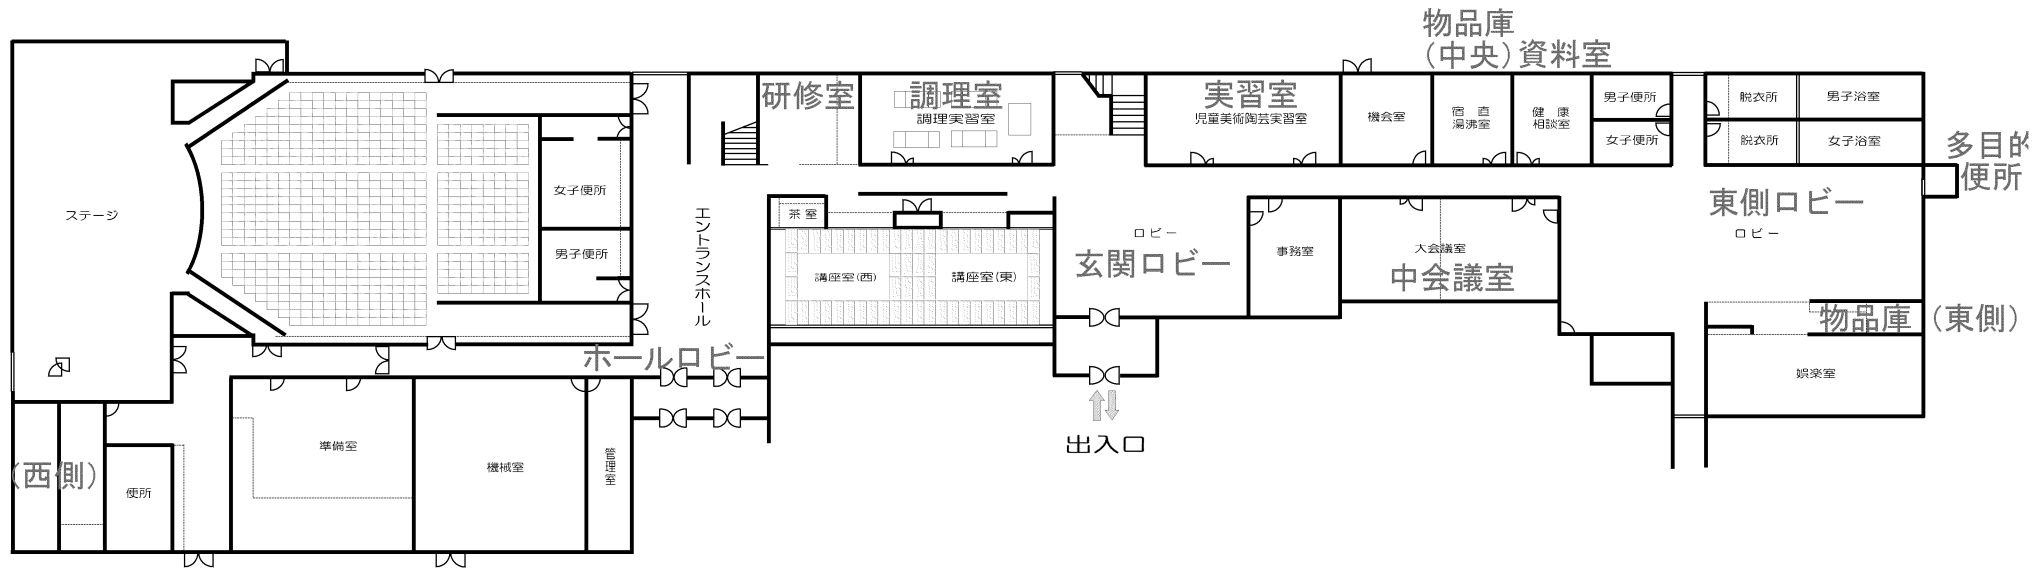 物品庫
（中央）資料室
研修室
調理室
調理実習室
実習室
児童美術陶芸実習室
機会室
宿直
湯沸室
健康
相談室
男子便所
女子便所
脱衣所
男子浴室
脱衣所
女子浴室
多目的
便所
ステージ
女子便所
男子便所
エントランスホール
茶室
講座室(西)
講座室(東)
ロビー
玄関ロビー
事務室
大会議室
中会議室
東側ロビー
ロビー
物品庫（東側）
娯楽室
ホールロビー
出入口
（西側）
便所
準備室
機械室
管理室